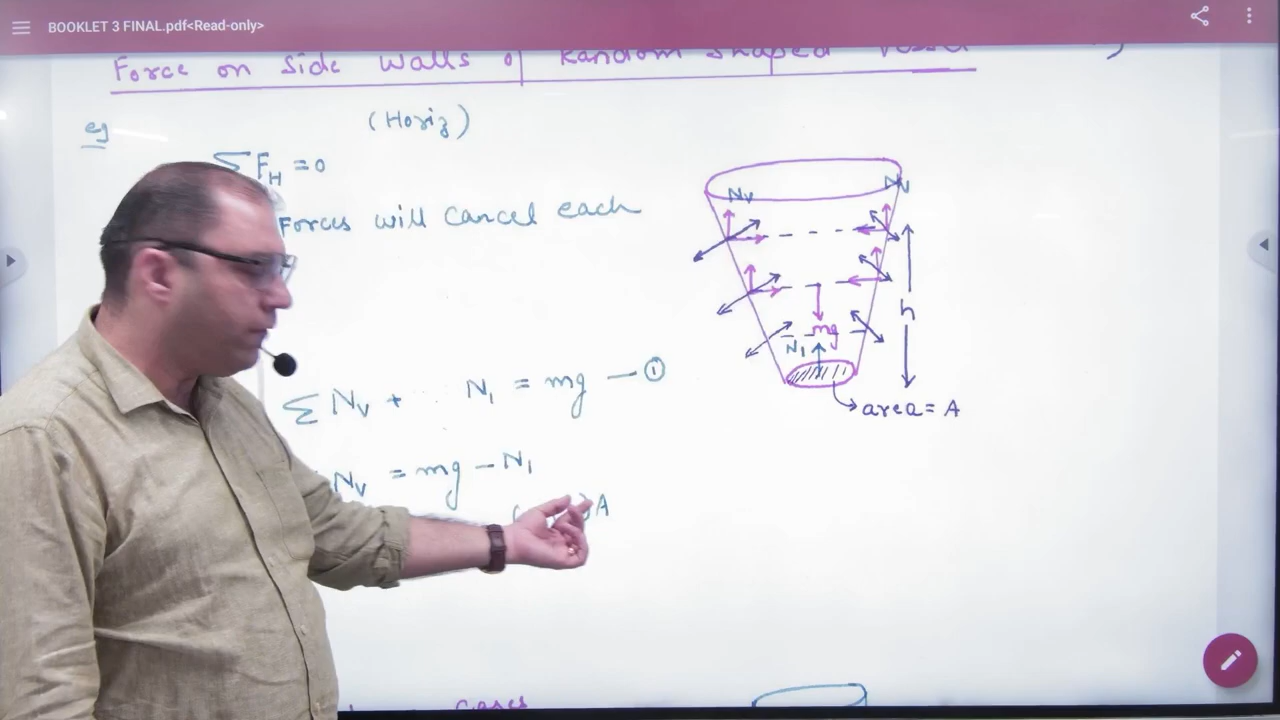 BOOKLET 3 FINAL.pdf<Read-only>
Force on Side Walls of Random Shaped Vessel
eg
(Horiz)
ΣF_H = 0
Forces will cancel each
N_V
N_V
mg
N_1
h
area = A
ΣN_V + N_1 = mg — ①
N_V = mg - N_1
A
cases